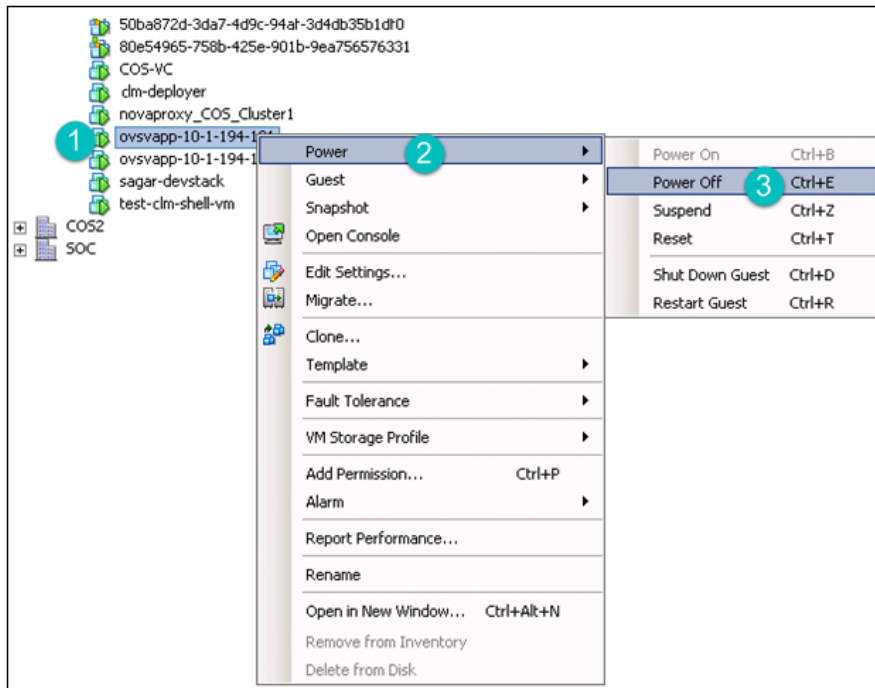 50ba872d-3da7-4d9c-94af-3d4db35b1df0
80e54965-758b-425e-901b-9ea756576331
COS-VC
clm-deployer
novaproxy_COS_Cluster1
1 ovsvapp-10-1-194-191
ovsvapp-10-1-194-1
sagar-devstack
test-clm-shell-vm
COS2
SOC
Power 2
Guest
Snapshot
Open Console
Edit Settings...
Migrate...
Clone...
Template
Fault Tolerance
VM Storage Profile
Add Permission... Ctrl+P
Alarm
Report Performance...
Rename
Open in New Window... Ctrl+Alt+N
Remove from Inventory
Delete from Disk
Power On Ctrl+B
Power Off 3 Ctrl+E
Suspend Ctrl+Z
Reset Ctrl+T
Shut Down Guest Ctrl+D
Restart Guest Ctrl+R